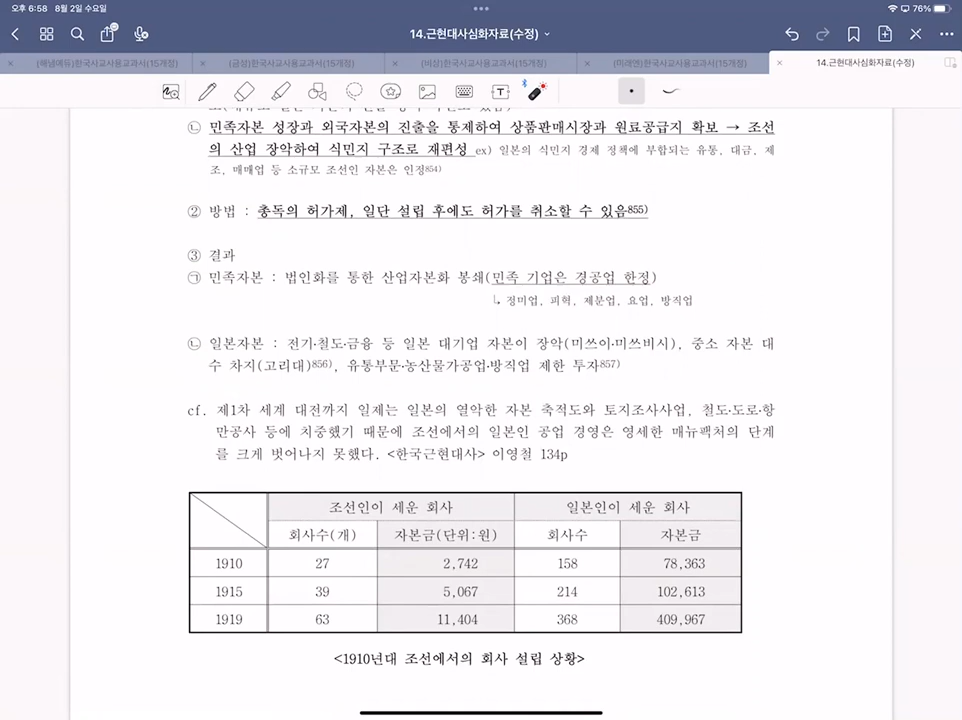 오후 6:58 8월 2일 수요일
76%
14.근현대사심화자료(수정)
(해냄에듀)한국사교사용교과서(15개정)
(금성)한국사교사용교과서(15개정)
(비상)한국사교사용교과서(15개정)
(미래엔)한국사교사용교과서(15개정)
14.근현대사심화자료(수정)
㉡ 민족자본 성장과 외국자본의 진출을 통제하여 상품판매시장과 원료공급지 확보 → 조선
의 산업 장악하여 식민지 구조로 재편성 ex) 일본의 식민지 경제 정책에 부합되는 유통, 대금, 제
조, 매매업 등 소규모 조선인 자본은 인정854)
② 방법 : 총독의 허가제, 일단 설립 후에도 허가를 취소할 수 있음855)
③ 결과
㉠ 민족자본 : 법인화를 통한 산업자본화 봉쇄(민족 기업은 경공업 한정)
↳ 정미업, 피혁, 제분업, 요업, 방직업
㉡ 일본자본 : 전기·철도·금융 등 일본 대기업 자본이 장악(미쓰이·미쓰비시), 중소 자본 대
수 차지(고리대)856), 유통부문·농산물가공업·방직업 제한 투자857)
cf. 제1차 세계 대전까지 일제는 일본의 열악한 자본 축적도와 토지조사사업, 철도·도로·항
만공사 등에 치중했기 때문에 조선에서의 일본인 공업 경영은 영세한 매뉴팩처의 단계
를 크게 벗어나지 못했다. <한국근현대사> 이영철 134p
조선인이 세운 회사 일본인이 세운 회사
회사수(개) 자본금(단위:원) 회사수 자본금
1910 27 2,742 158 78,363
1915 39 5,067 214 102,613
1919 63 11,404 368 409,967
<1910년대 조선에서의 회사 설립 상황>